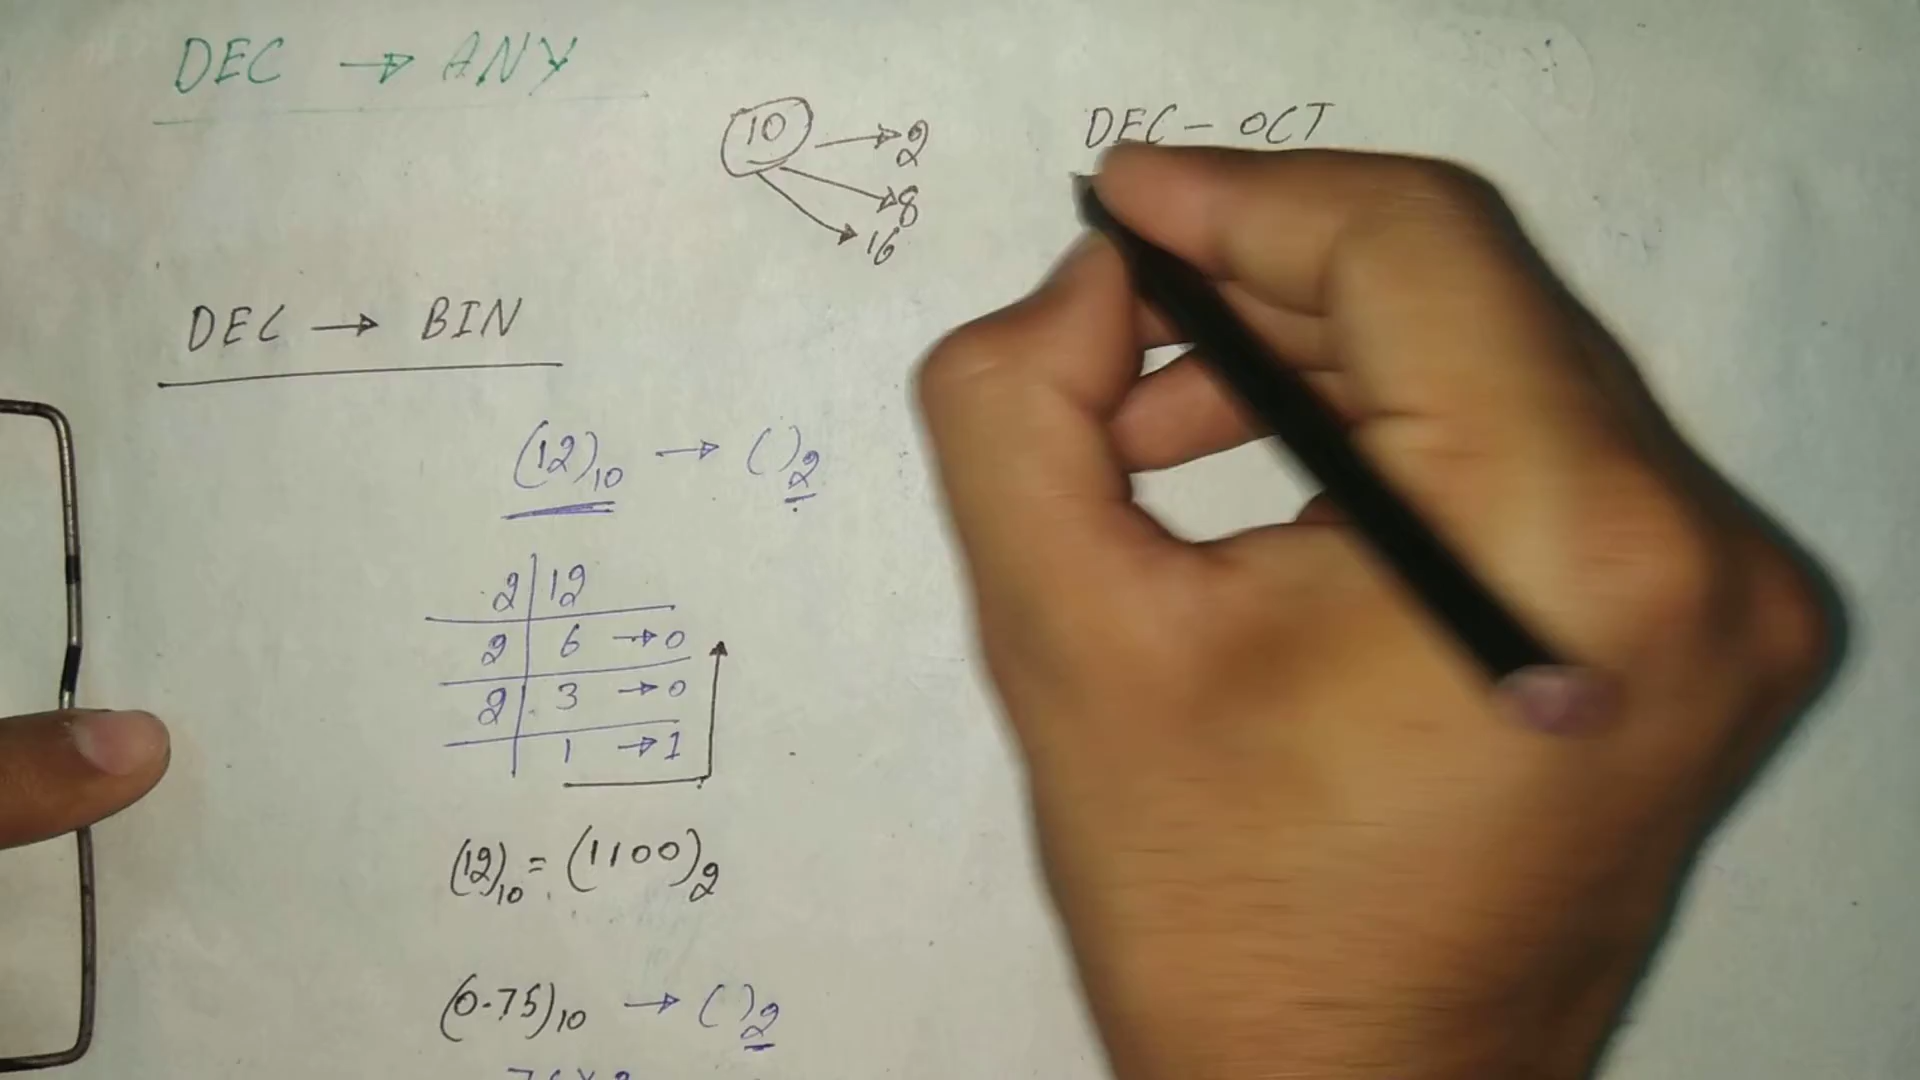 DEC → ANY
10 → 2
→ 8
→ 16
DEC - OCT
DEC → BIN
(12)10 → ( )2
2 | 12
2 | 6 → 0
2 | 3 → 0
1 → 1
(12)10 = (1100)2
(0.75)10 → ( )2